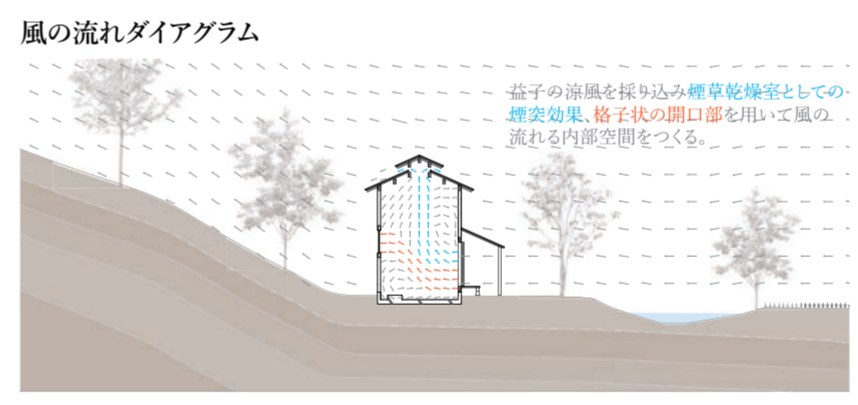 風の流れダイアグラム
益子の涼風を採り込み煙草乾燥室としての
煙突効果、格子状の開口部を用いて風の
流れる内部空間をつくる。